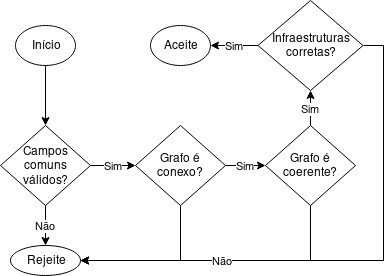 Início
Aceite
Sim
Infraestruturas
corretas?
Sim
Campos
comuns
válidos?
Sim
Grafo é
conexo?
Sim
Grafo é
coerente?
Não
Rejeite
Não